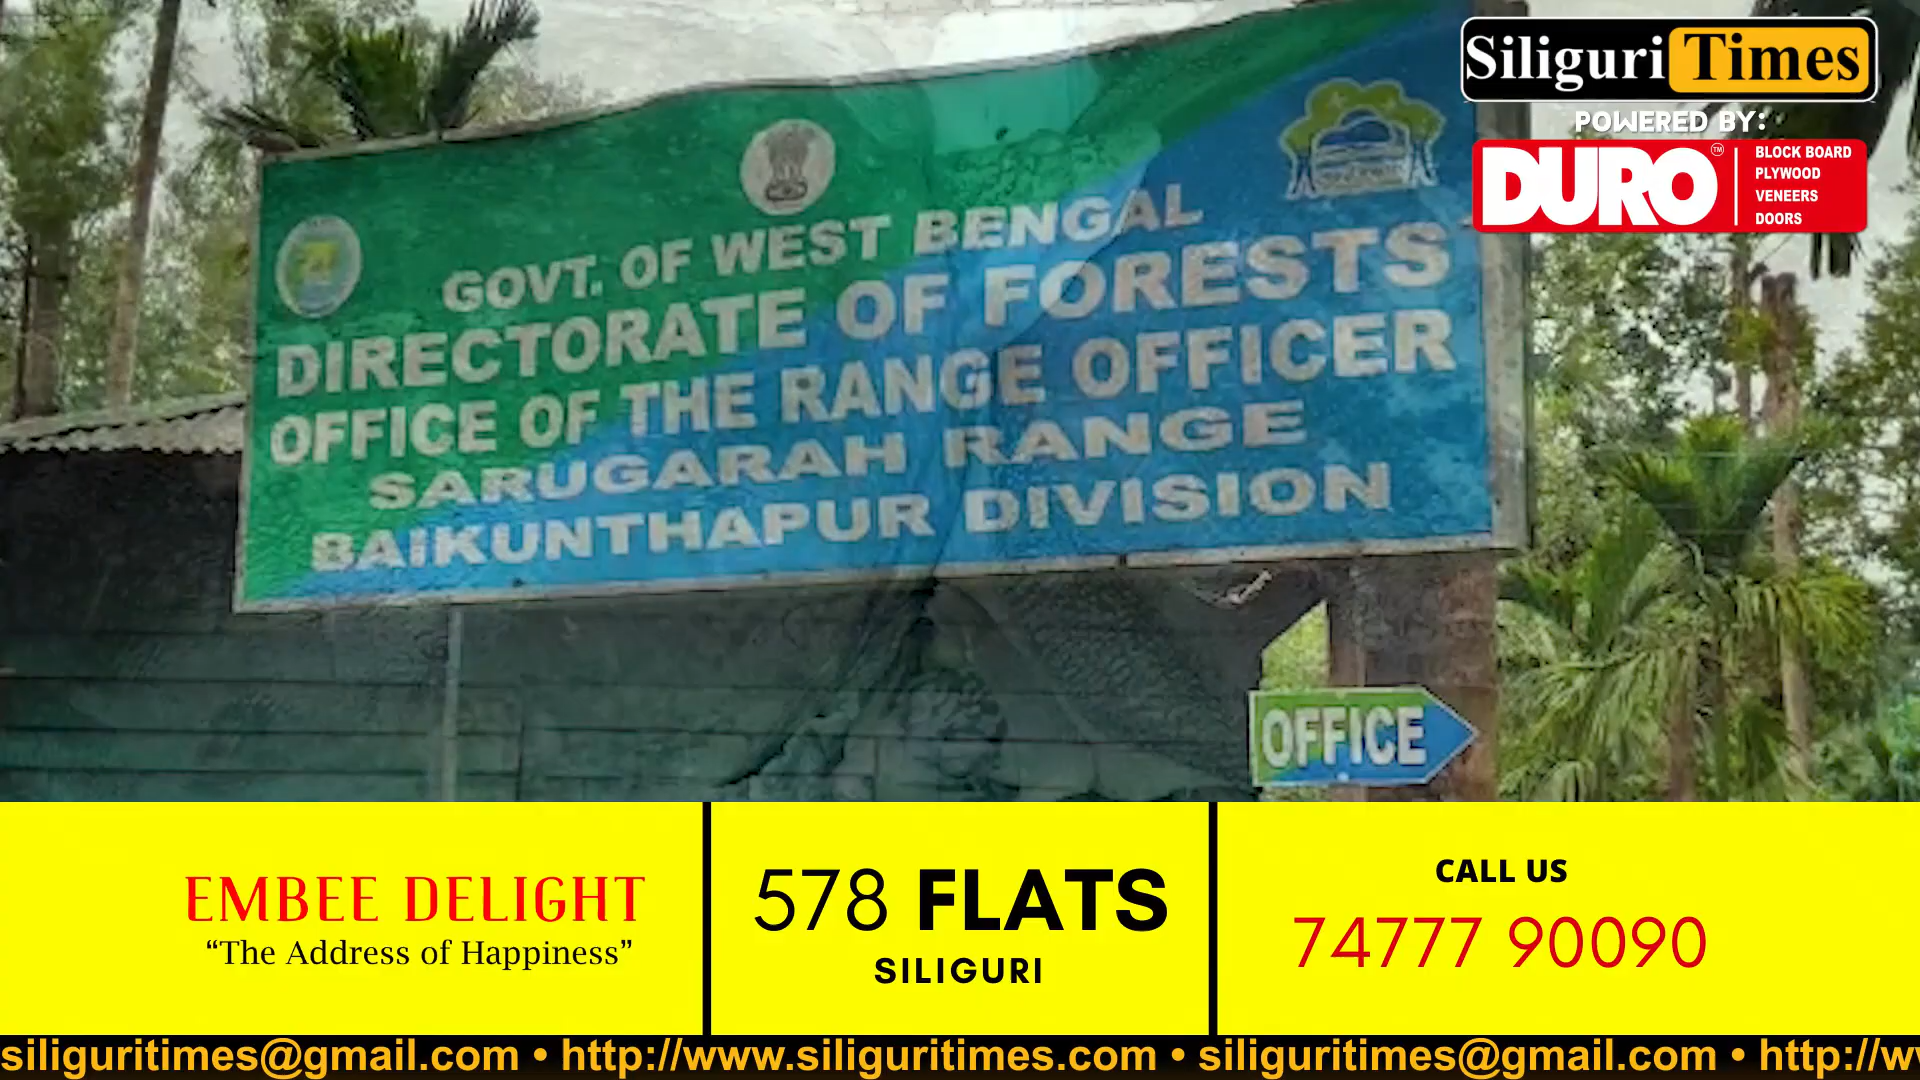 Siliguri Times
POWERED BY:
DURO™
BLOCK BOARD
PLYWOOD
VENEERS
DOORS
GOVT. OF WEST BENGAL
DIRECTORATE OF FORESTS
OFFICE OF THE RANGE OFFICER
SARUGARAH RANGE
BAIKUNTHAPUR DIVISION
OFFICE
EMBEE DELIGHT
“The Address of Happiness”
578 FLATS
SILIGURI
CALL US
74777 90090
siliguritimes@gmail.com • http://www.siliguritimes.com • siliguritimes@gmail.com • http://w